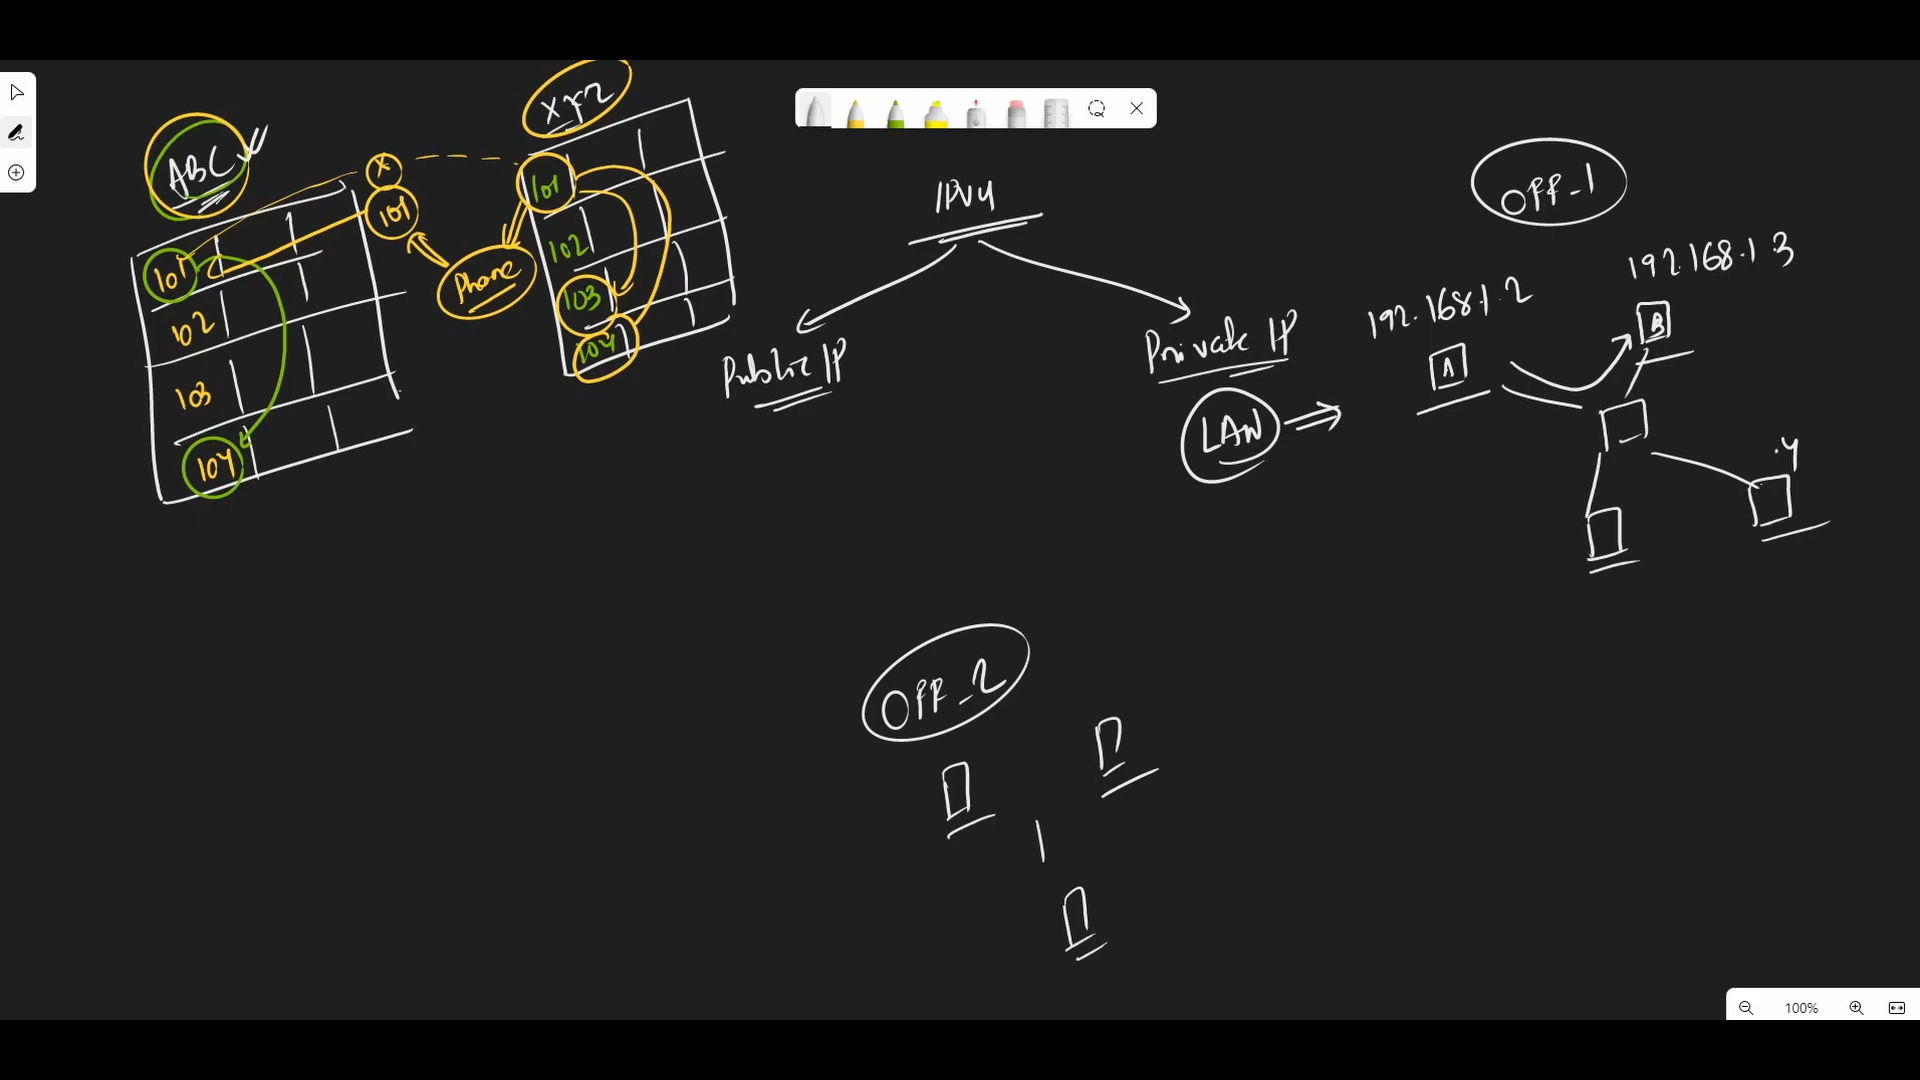 ABC
101
102
103
104
X
101
Phone
XYZ
101
102
103
104
IPV4
Public IP
Private IP
LAN
OFF-1
192.168.1.2
A
192.168.1.3
B
.4
OFF-2
100%